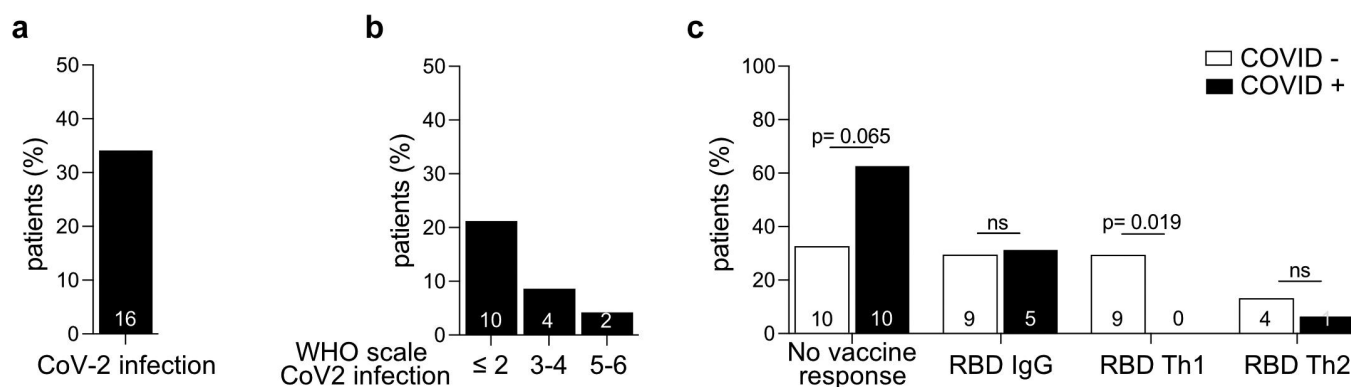 a
50
40
30
20
10
0
patients (%)
16
CoV-2 infection
b
50
40
30
20
10
0
patients (%)
10 4 2
WHO scale
CoV2 infection
≤ 2 3-4 5-6
c
COVID -
COVID +
100
80
60
40
20
0
patients (%)
p= 0.065
ns
p= 0.019
ns
10 10 9 5 9 0 4 1
No vaccine
response
RBD IgG
RBD Th1
RBD Th2